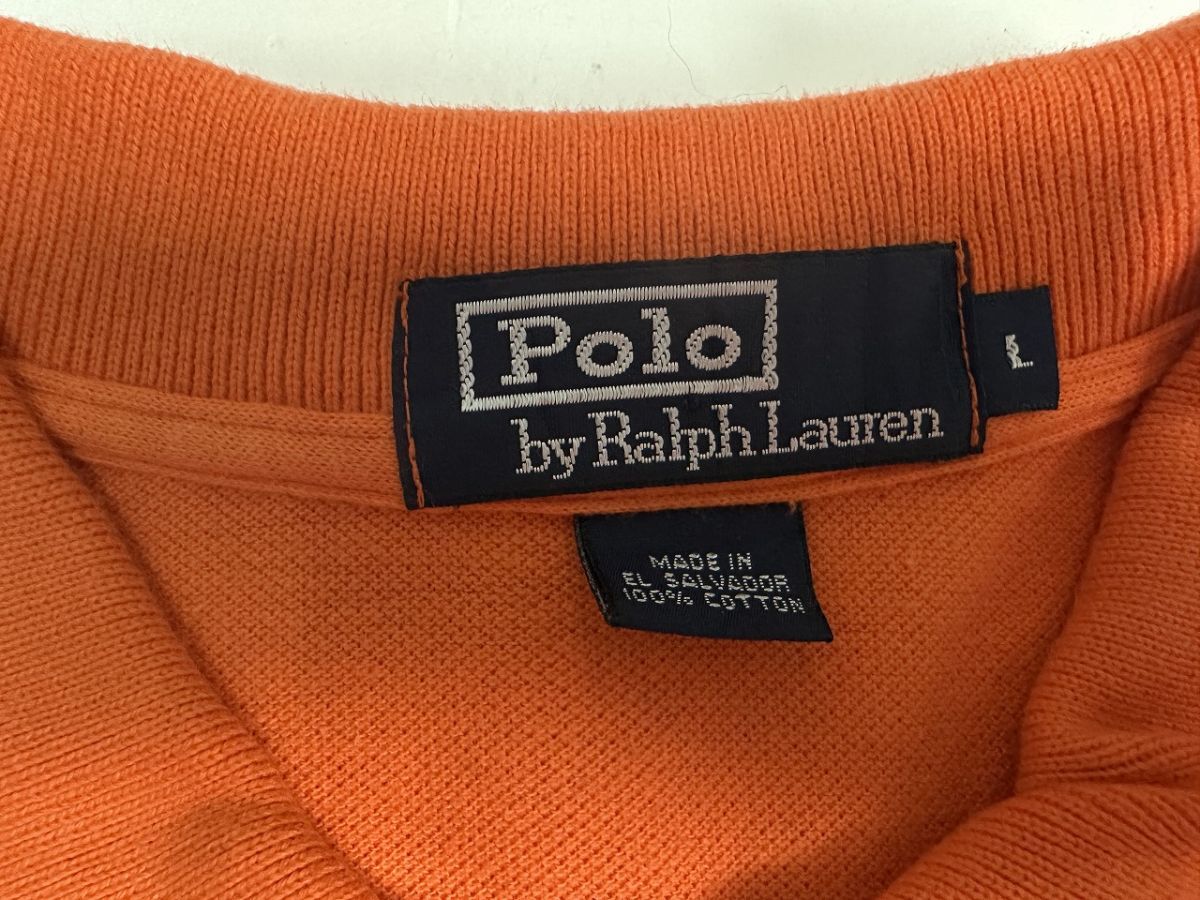 Polo
by Ralph Lauren
L
MADE IN
EL SALVADOR
100% COTTON